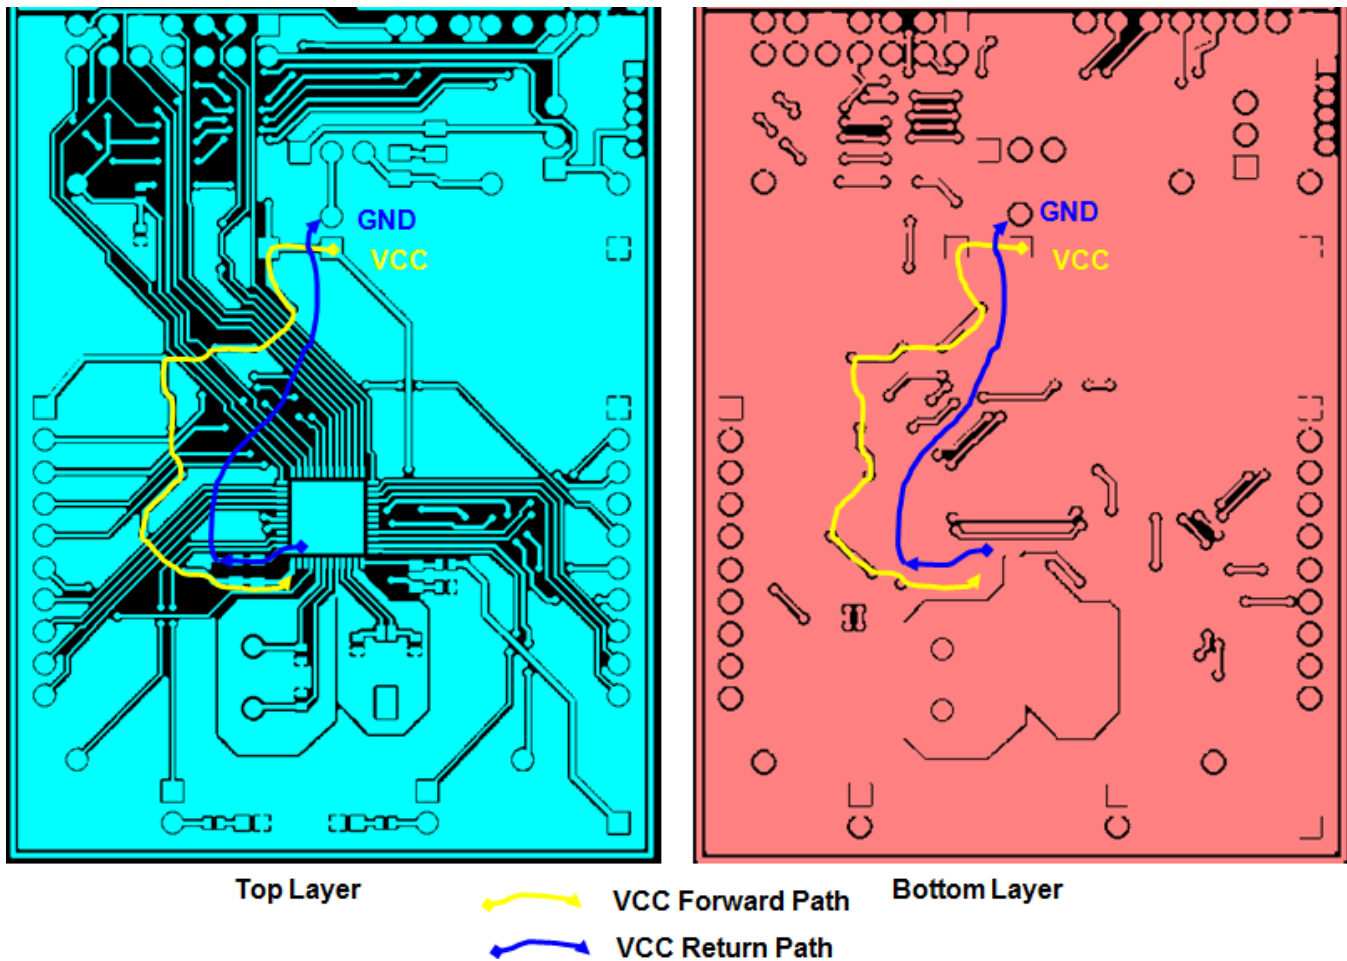 GND
VCC
GND
VCC
Top Layer
Bottom Layer
VCC Forward Path
VCC Return Path